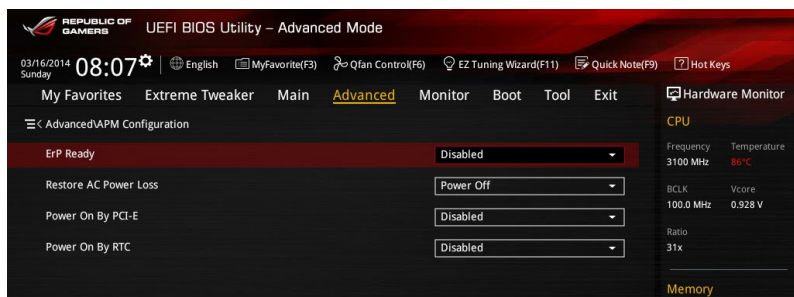 REPUBLIC OF
GAMERS
UEFI BIOS Utility – Advanced Mode
03/16/2014
Sunday
08:07
English
MyFavorite(F3)
Qfan Control(F6)
EZ Tuning Wizard(F11)
Quick Note(F9)
? Hot Keys
My Favorites
Extreme Tweaker
Main
Advanced
Monitor
Boot
Tool
Exit
Hardware Monitor
< Advanced\APM Configuration
CPU
ErP Ready
Disabled
Frequency
Temperature
3100 MHz
86°C
Restore AC Power Loss
Power Off
BCLK
Vcore
100.0 MHz
0.928 V
Power On By PCI-E
Disabled
Ratio
31x
Power On By RTC
Disabled
Memory